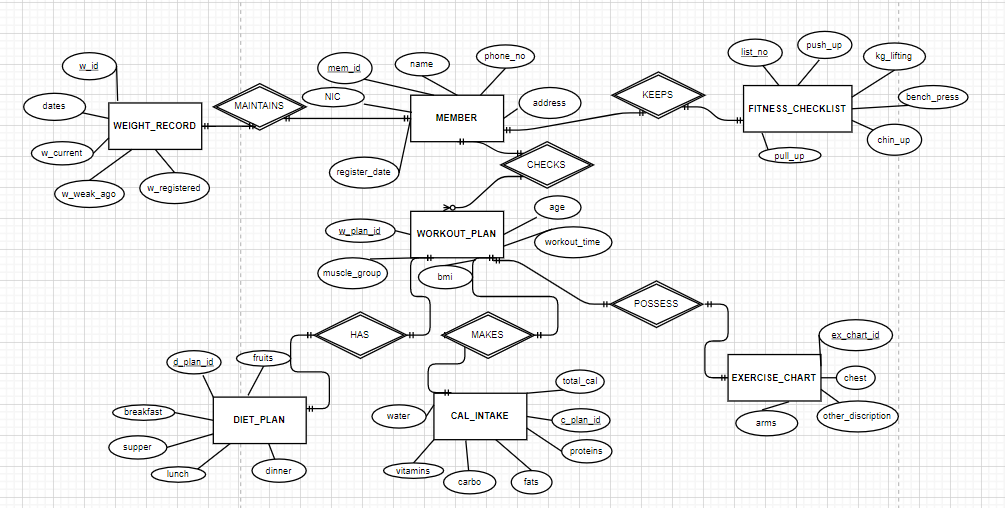 w_id
dates
w_current
w_weak_ago
w_registered
WEIGHT_RECORD
MAINTAINS
mem_id
name
phone_no
NIC
address
register_date
MEMBER
KEEPS
list_no
push_up
kg_lifting
bench_press
chin_up
pull_up
FITNESS_CHECKLIST
CHECKS
w_plan_id
age
workout_time
muscle_group
bmi
WORKOUT_PLAN
HAS
MAKES
POSSESS
d_plan_id
fruits
breakfast
supper
lunch
dinner
DIET_PLAN
total_cal
water
c_plan_id
proteins
vitamins
carbo
fats
CAL_INTAKE
ex_chart_id
chest
other_discription
arms
EXERCISE_CHART